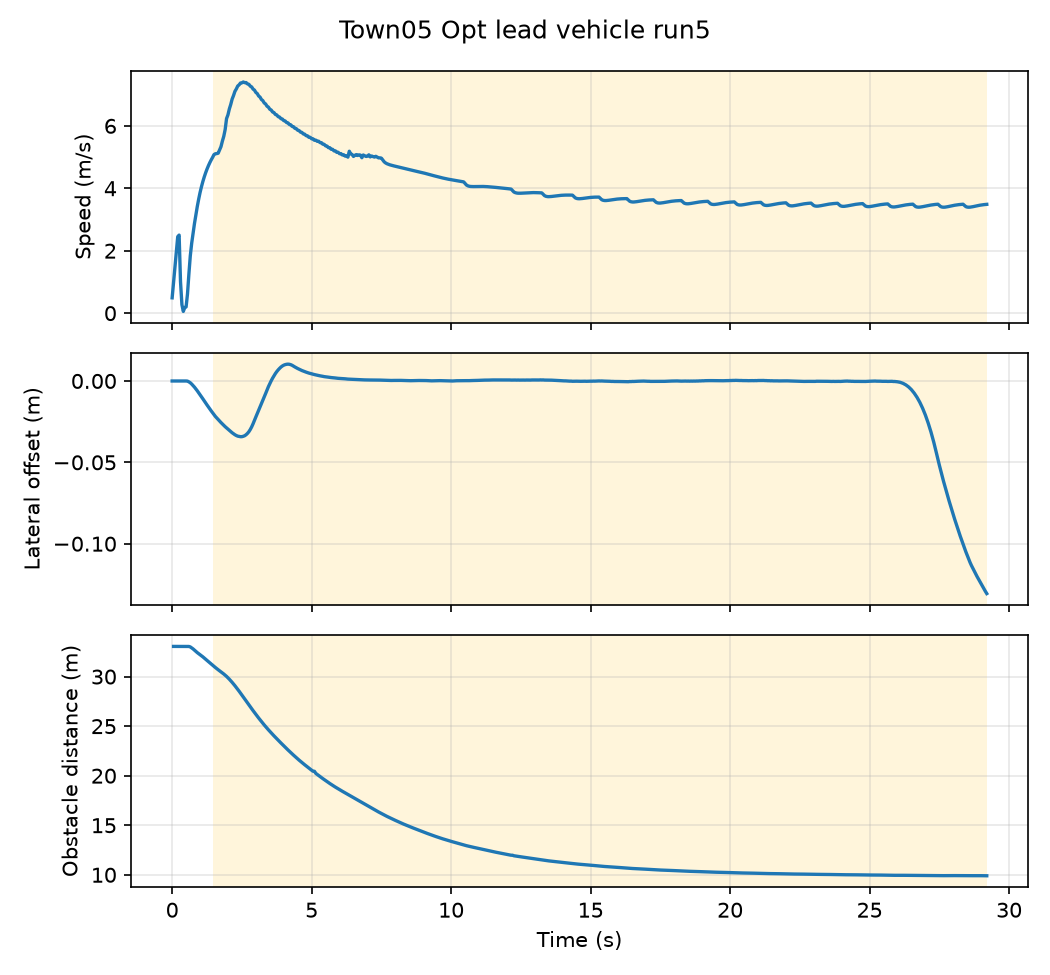 Town05 Opt lead vehicle run5
Speed (m/s)
6
4
2
0
Lateral offset (m)
0.00
−0.05
−0.10
Obstacle distance (m)
30
25
20
15
10
0 5 10 15 20 25 30
Time (s)